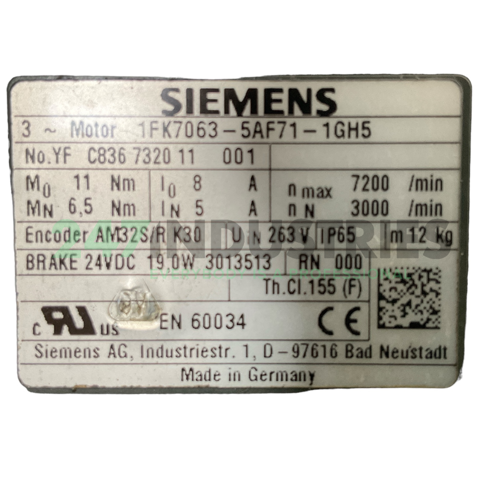 SIEMENS
3 ~ Motor 1FK7063-5AF71-1GH5
No.YF C836 7320 11 001
M0 11 Nm I0 8 A n max 7200 /min
MN 6,5 Nm IN 5 A n N 3000 /min
Encoder AM32S/R K30 UIN 263 V IP65 m 12 kg
BRAKE 24VDC 19,0W 3013513 RN 000
Th.Cl.155 (F)
c RU US EN 60034 CE
Siemens AG, Industriestr. 1, D-97616 Bad Neustadt
Made in Germany
INDUSTRIES